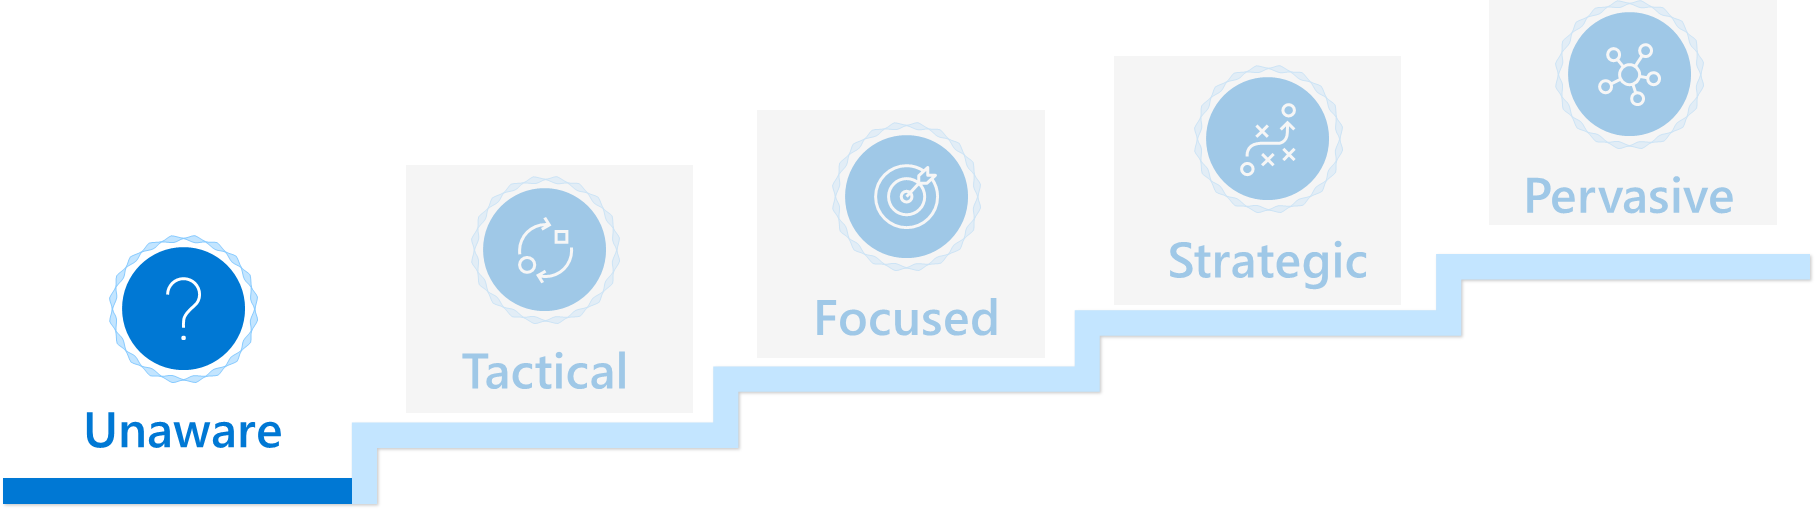 Unaware
Tactical
Focused
Strategic
Pervasive